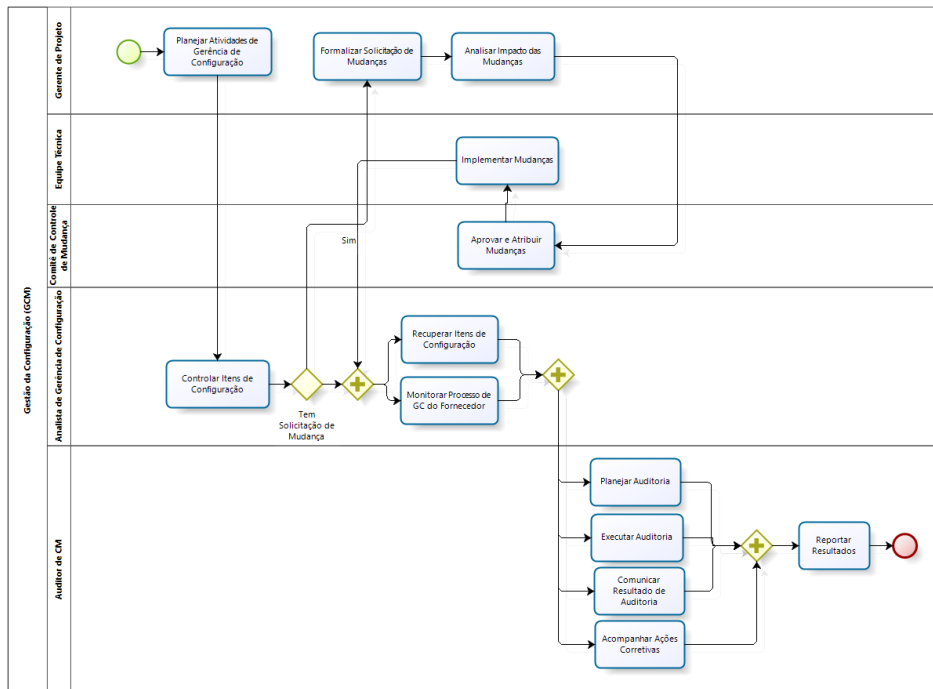 Gestão da Configuração (GCM)
Gerente de Projeto
Planejar Atividades de
Gerência de
Configuração
Formalizar Solicitação de
Mudanças
Analisar Impacto das
Mudanças
Equipe Técnica
Implementar Mudanças
Comitê de Controle
de Mudança
Sim
Aprovar e Atribuir
Mudanças
Analista de Gerência de Configuração
Controlar Itens de
Configuração
Tem
Solicitação de
Mudança
Recuperar Itens de
Configuração
Monitorar Processo de
GC do Fornecedor
Auditor de CM
Planejar Auditoria
Executar Auditoria
Comunicar
Resultado de
Auditoria
Acompanhar Ações
Corretivas
Reportar
Resultados